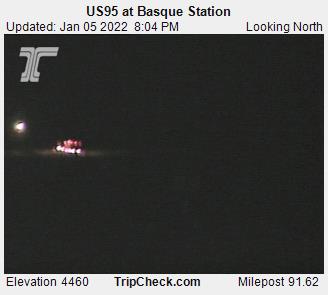 US95 at Basque Station
Updated: Jan 05 2022 8:04 PM Looking North
Elevation 4460 TripCheck.com Milepost 91.62